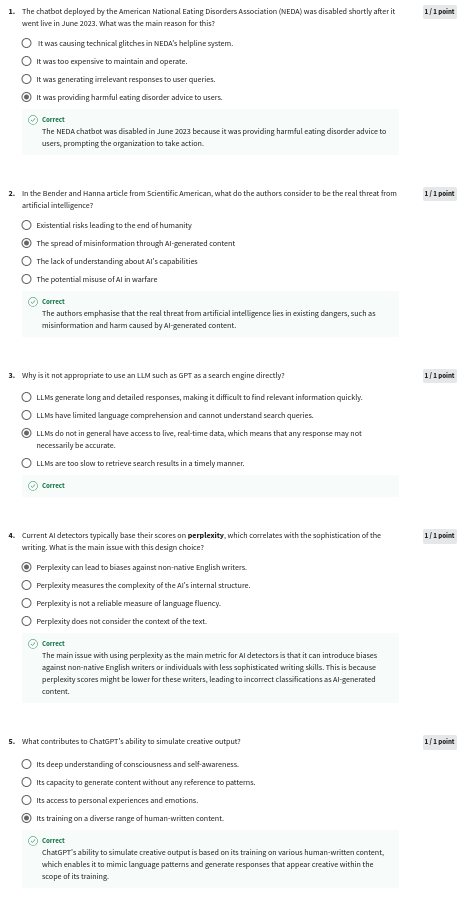 1. The chatbot deployed by the American National Eating Disorders Association (NEDA) was disabled shortly after it 1 / 1 point
went live in June 2023. What was the main reason for this?
It was causing technical glitches in NEDA's helpline system.
It was too expensive to maintain and operate.
It was generating irrelevant responses to user queries.
It was providing harmful eating disorder advice to users.
Correct
The NEDA chatbot was disabled in June 2023 because it was providing harmful eating disorder advice to
users, prompting the organization to take action.
2. In the Bender and Hanna article from Scientific American, what do the authors consider to be the real threat from 1 / 1 point
artificial intelligence?
Existential risks leading to the end of humanity
The spread of misinformation through AI-generated content
The lack of understanding about AI's capabilities
The potential misuse of AI in warfare
Correct
The authors emphasise that the real threat from artificial intelligence lies in existing dangers, such as
misinformation and harm caused by AI-generated content.
3. Why is it not appropriate to use an LLM such as GPT as a search engine directly? 1 / 1 point
LLMs generate long and detailed responses, making it difficult to find relevant information quickly.
LLMs have limited language comprehension and cannot understand search queries.
LLMs do not in general have access to live, real-time data, which means that any response may not
necessarily be accurate.
LLMs are too slow to retrieve search results in a timely manner.
Correct
4. Current AI detectors typically base their scores on perplexity, which correlates with the sophistication of the 1 / 1 point
writing. What is the main issue with this design choice?
Perplexity can lead to biases against non-native English writers.
Perplexity measures the complexity of the AI's internal structure.
Perplexity is not a reliable measure of language fluency.
Perplexity does not consider the context of the text.
Correct
The main issue with using perplexity as the main metric for AI detectors is that it can introduce biases
against non-native English writers or individuals with less sophisticated writing skills. This is because
perplexity scores might be lower for these writers, leading to incorrect classifications as AI-generated
content.
5. What contributes to ChatGPT's ability to simulate creative output? 1 / 1 point
Its deep understanding of consciousness and self-awareness.
Its capacity to generate content without any reference to patterns.
Its access to personal experiences and emotions.
Its training on a diverse range of human-written content.
Correct
ChatGPT's ability to simulate creative output is based on its training on various human-written content,
which enables it to mimic language patterns and generate responses that appear creative within the
scope of its training.